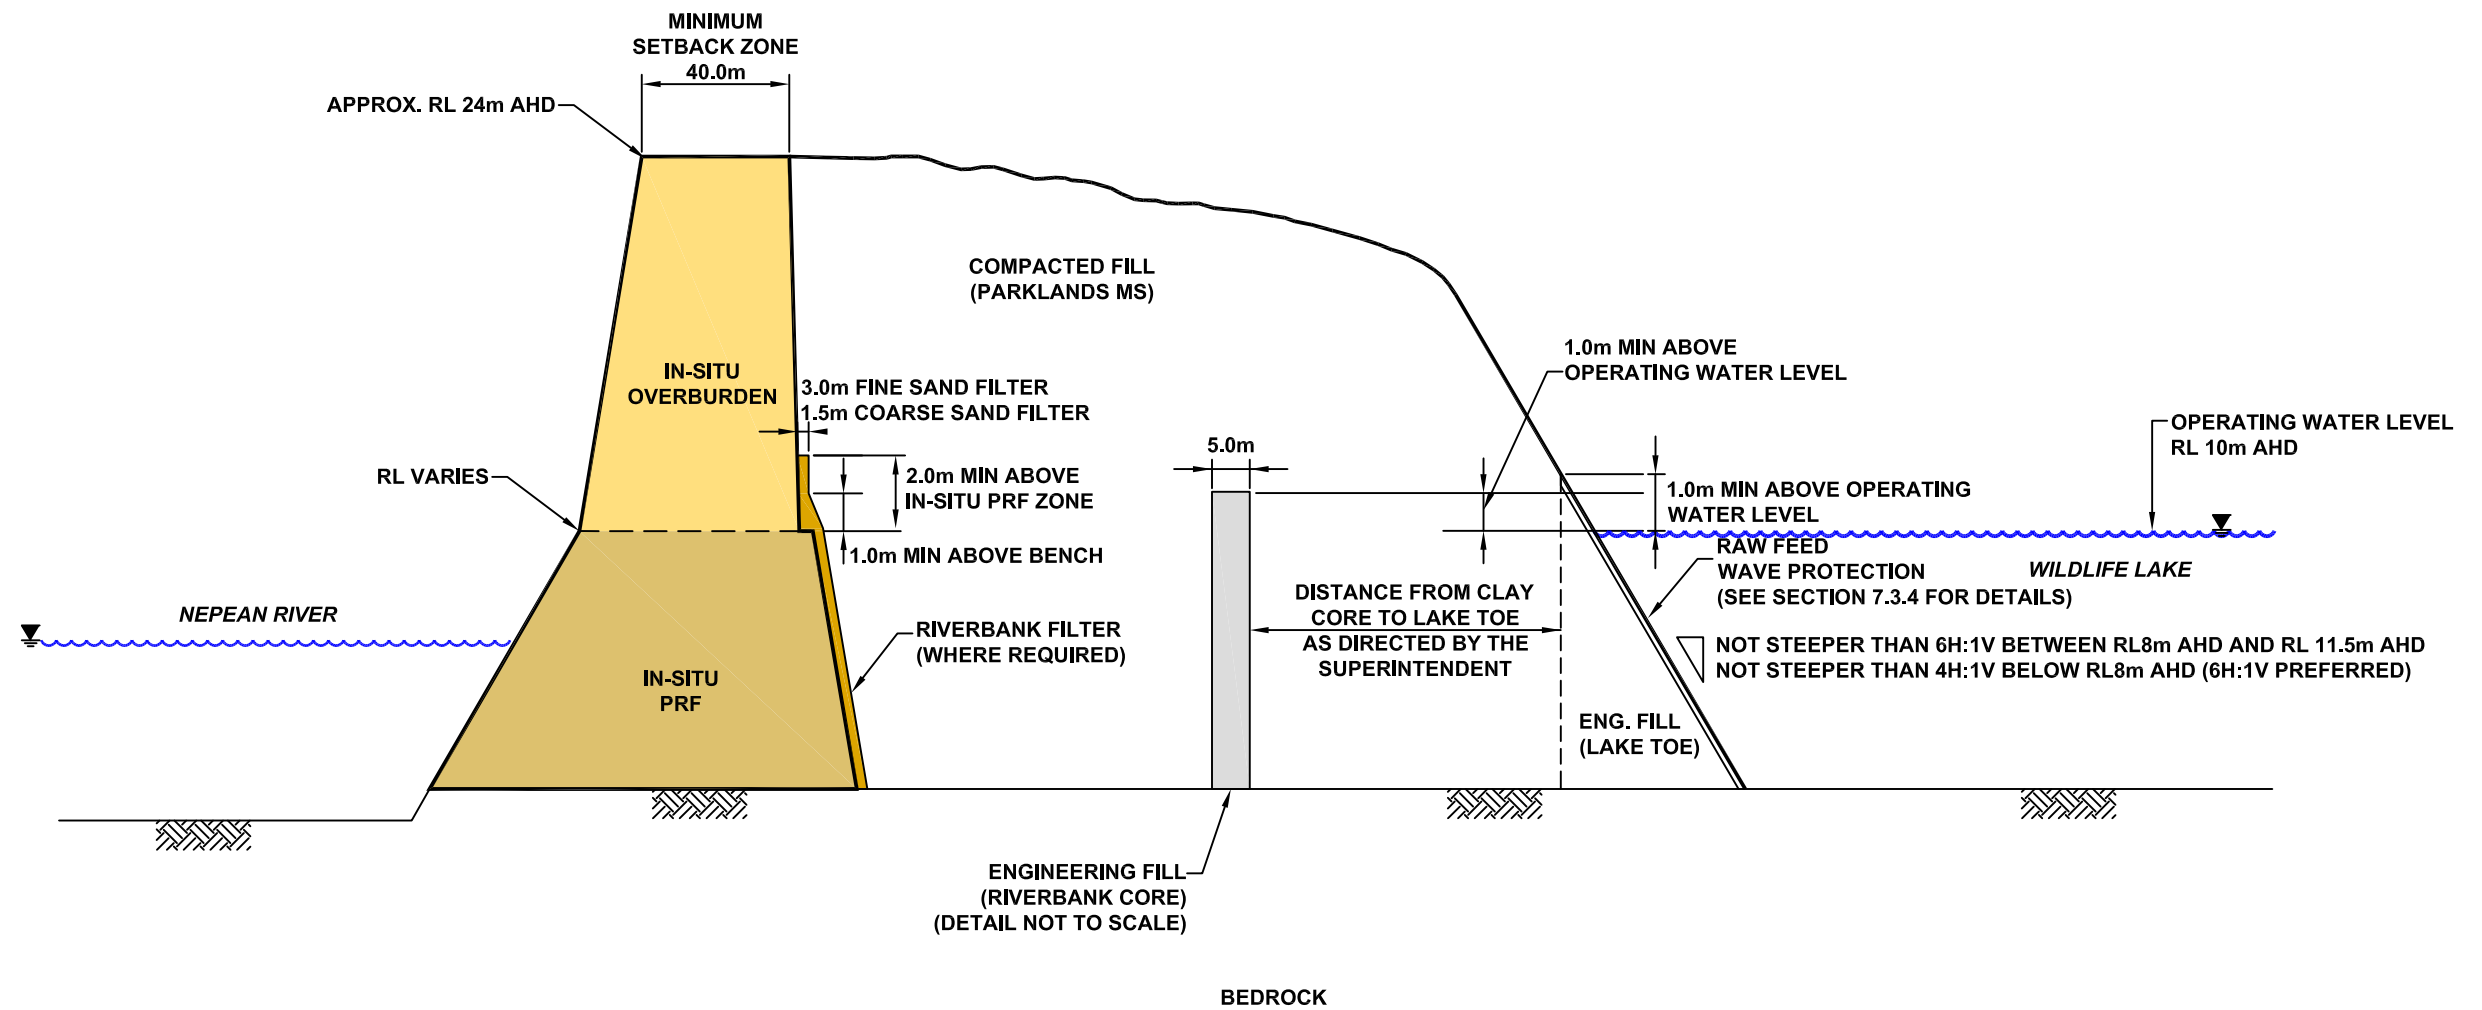 MINIMUM
SETBACK ZONE
40.0m
APPROX. RL 24m AHD
COMPACTED FILL
(PARKLANDS MS)
IN-SITU
OVERBURDEN
3.0m FINE SAND FILTER
1.5m COARSE SAND FILTER
1.0m MIN ABOVE
OPERATING WATER LEVEL
OPERATING WATER LEVEL
RL 10m AHD
5.0m
RL VARIES
2.0m MIN ABOVE
IN-SITU PRF ZONE
1.0m MIN ABOVE OPERATING
WATER LEVEL
1.0m MIN ABOVE BENCH
RAW FEED
WAVE PROTECTION
(SEE SECTION 7.3.4 FOR DETAILS)
WILDLIFE LAKE
NEPEAN RIVER
DISTANCE FROM CLAY
CORE TO LAKE TOE
AS DIRECTED BY THE
SUPERINTENDENT
RIVERBANK FILTER
(WHERE REQUIRED)
NOT STEEPER THAN 6H:1V BETWEEN RL8m AHD AND RL 11.5m AHD
NOT STEEPER THAN 4H:1V BELOW RL8m AHD (6H:1V PREFERRED)
IN-SITU
PRF
ENG. FILL
(LAKE TOE)
ENGINEERING FILL
(RIVERBANK CORE)
(DETAIL NOT TO SCALE)
BEDROCK